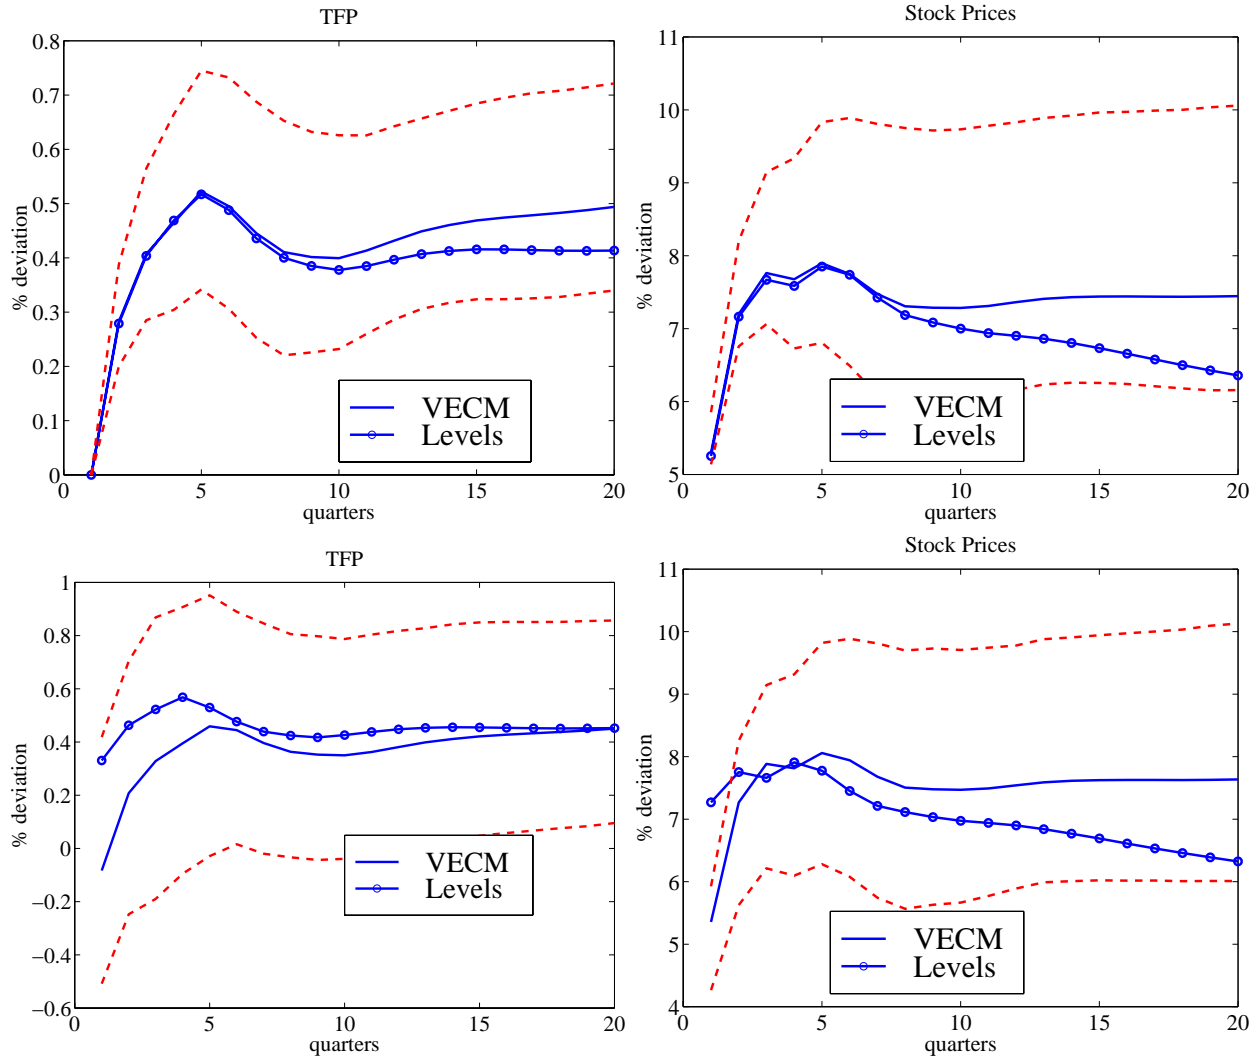 TFP
0.8
0.7
0.6
0.5
0.4
0.3
0.2
0.1
0
% deviation
VECM
Levels
0 5 10 15 20
quarters
Stock Prices
11
10
9
8
7
6
5
% deviation
VECM
Levels
0 5 10 15 20
quarters
TFP
1
0.8
0.6
0.4
0.2
0
−0.2
−0.4
−0.6
% deviation
VECM
Levels
0 5 10 15 20
quarters
Stock Prices
11
10
9
8
7
6
5
4
% deviation
VECM
Levels
0 5 10 15 20
quarters